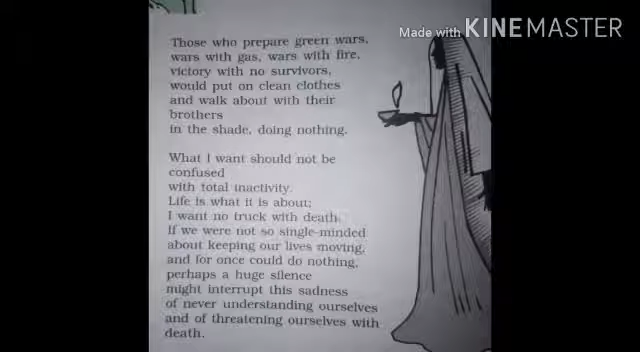 Made with KINEMASTER
Those who prepare green wars,
wars with gas, wars with fire,
victory with no survivors,
would put on clean clothes
and walk about with their
brothers
in the shade, doing nothing.
What I want should not be
confused
with total inactivity.
Life is what it is about;
I want no truck with death.
If we were not so single-minded
about keeping our lives moving,
and for once could do nothing,
perhaps a huge silence
might interrupt this sadness
of never understanding ourselves
and of threatening ourselves with
death.